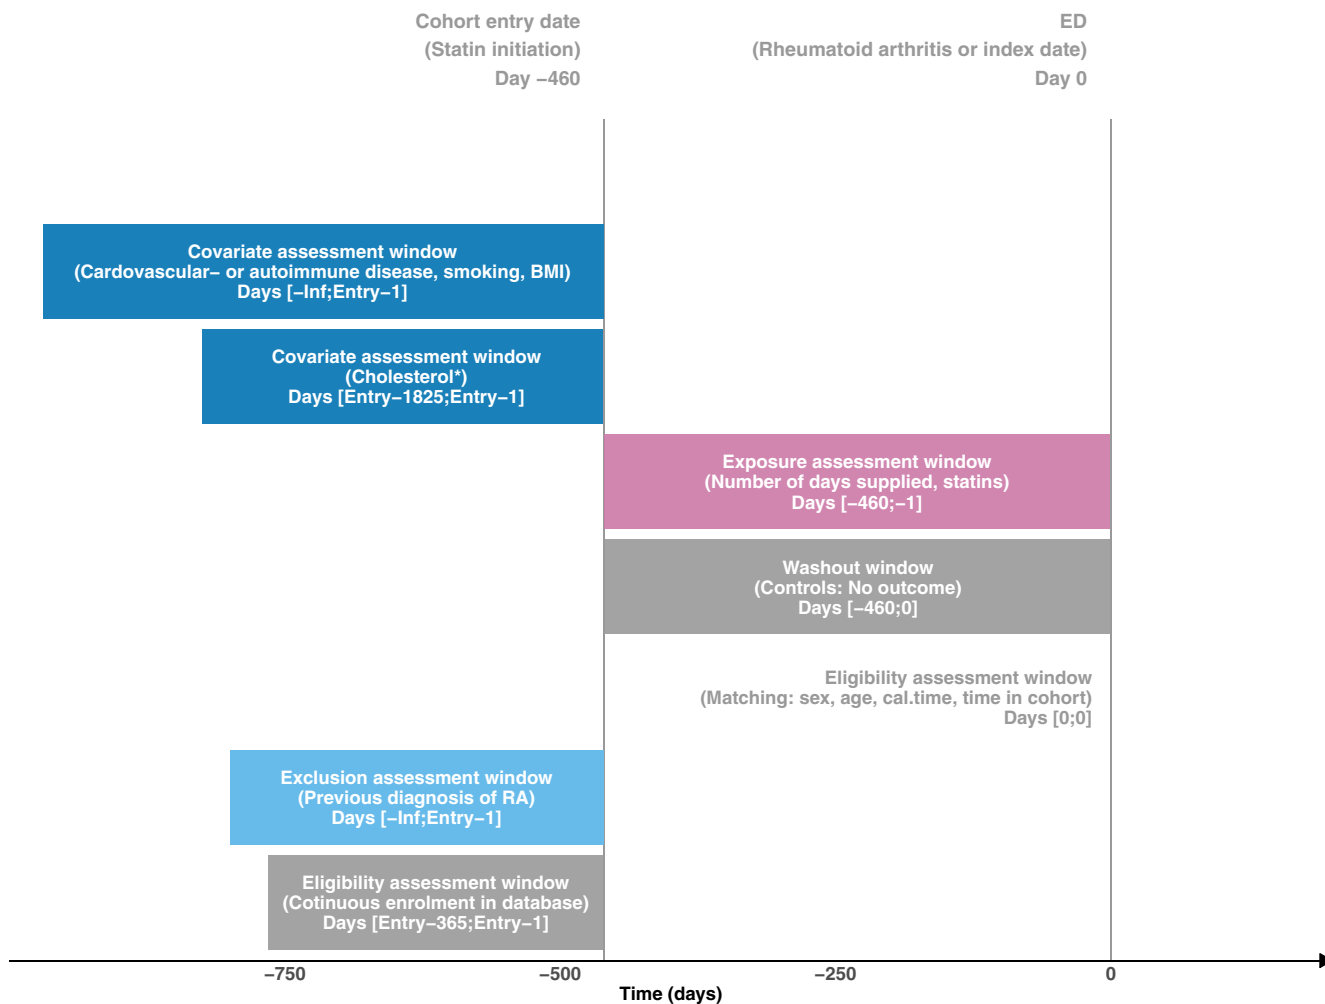 Cohort entry date
(Statin initiation)
Day −460
ED
(Rheumatoid arthritis or index date)
Day 0
Covariate assessment window
(Cardovascular− or autoimmune disease, smoking, BMI)
Days [−Inf;Entry−1]
Covariate assessment window
(Cholesterol*)
Days [Entry−1825;Entry−1]
Exposure assessment window
(Number of days supplied, statins)
Days [−460;−1]
Washout window
(Controls: No outcome)
Days [−460;0]
Eligibility assessment window
(Matching: sex, age, cal.time, time in cohort)
Days [0;0]
Exclusion assessment window
(Previous diagnosis of RA)
Days [−Inf;Entry−1]
Eligibility assessment window
(Cotinuous enrolment in database)
Days [Entry−365;Entry−1]
−750 −500 −250 0
Time (days)